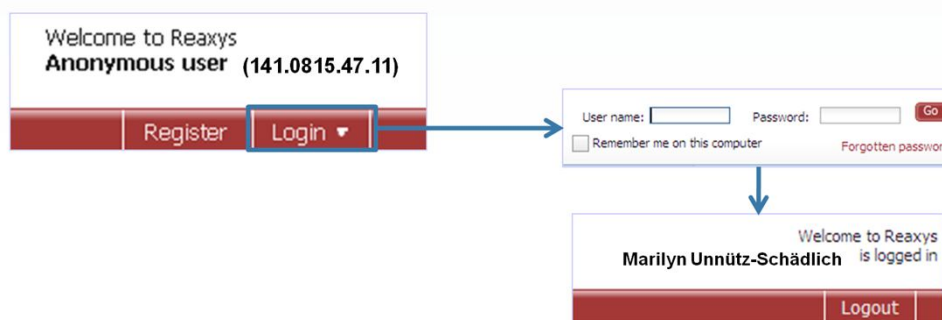 Welcome to Reaxys
Anonymous user (141.0815.47.11)
Register Login
User name: Password: Go
Remember me on this computer Forgotten passwor
Welcome to Reaxys
Marilyn Unnütz-Schädlich is logged in
Logout